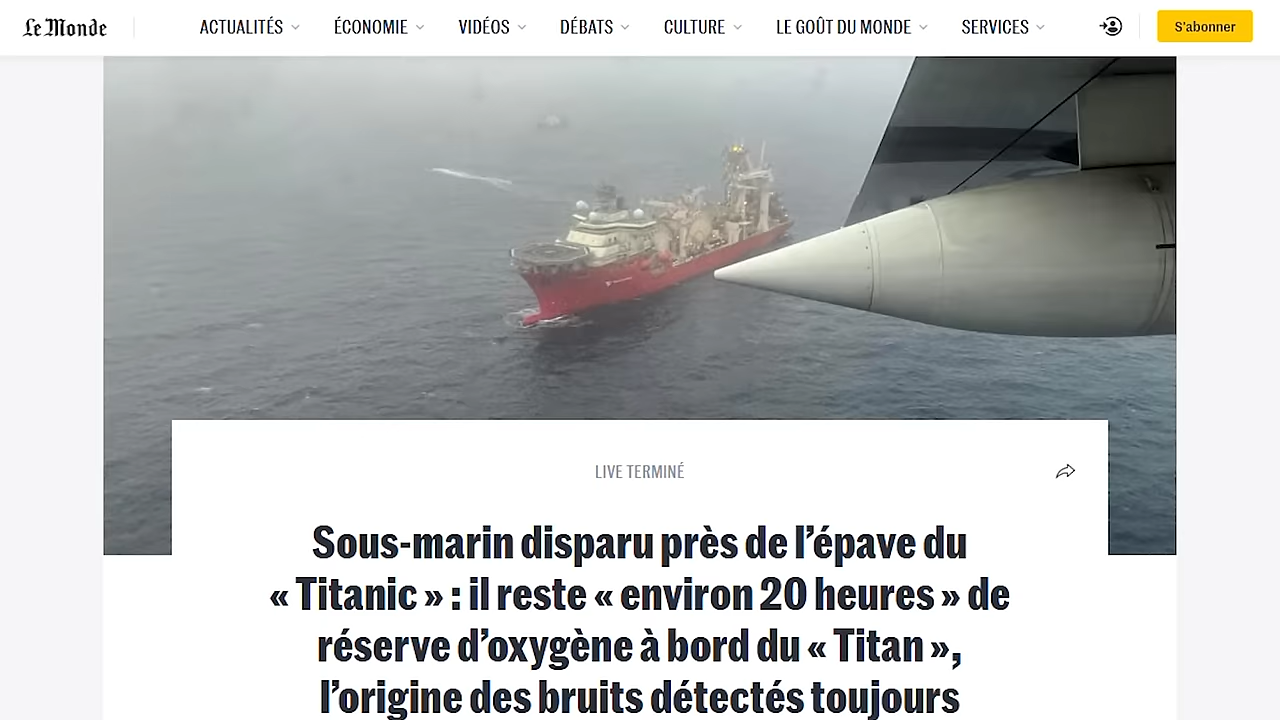 Le Monde
ACTUALITÉS
ÉCONOMIE
VIDÉOS
DÉBATS
CULTURE
LE GOÛT DU MONDE
SERVICES
S'abonner
LIVE TERMINÉ
Sous-marin disparu près de l’épave du
« Titanic » : il reste « environ 20 heures » de
réserve d’oxygène à bord du « Titan »,
l’origine des bruits détectés toujours